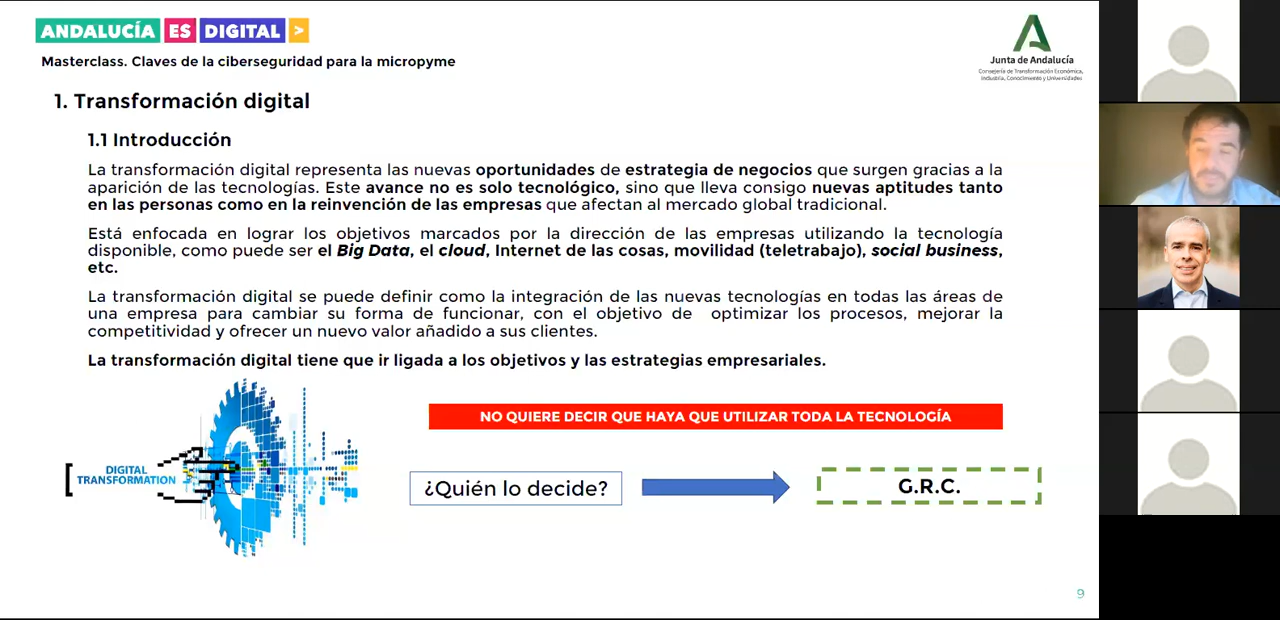 ANDALUCÍA ES DIGITAL >
Junta de Andalucía
Consejería de Transformación Económica,
Industria, Conocimiento y Universidades
Masterclass. Claves de la ciberseguridad para la micropyme
1. Transformación digital
1.1 Introducción
La transformación digital representa las nuevas oportunidades de estrategia de negocios que surgen gracias a la
aparición de las tecnologías. Este avance no es solo tecnológico, sino que lleva consigo nuevas aptitudes tanto
en las personas como en la reinvención de las empresas que afectan al mercado global tradicional.
Está enfocada en lograr los objetivos marcados por la dirección de las empresas utilizando la tecnología
disponible, como puede ser el Big Data, el cloud, Internet de las cosas, movilidad (teletrabajo), social business,
etc.
La transformación digital se puede definir como la integración de las nuevas tecnologías en todas las áreas de
una empresa para cambiar su forma de funcionar, con el objetivo de optimizar los procesos, mejorar la
competitividad y ofrecer un nuevo valor añadido a sus clientes.
La transformación digital tiene que ir ligada a los objetivos y las estrategias empresariales.
NO QUIERE DECIR QUE HAYA QUE UTILIZAR TODA LA TECNOLOGÍA
DIGITAL
TRANSFORMATION
¿Quién lo decide?
G.R.C.
9